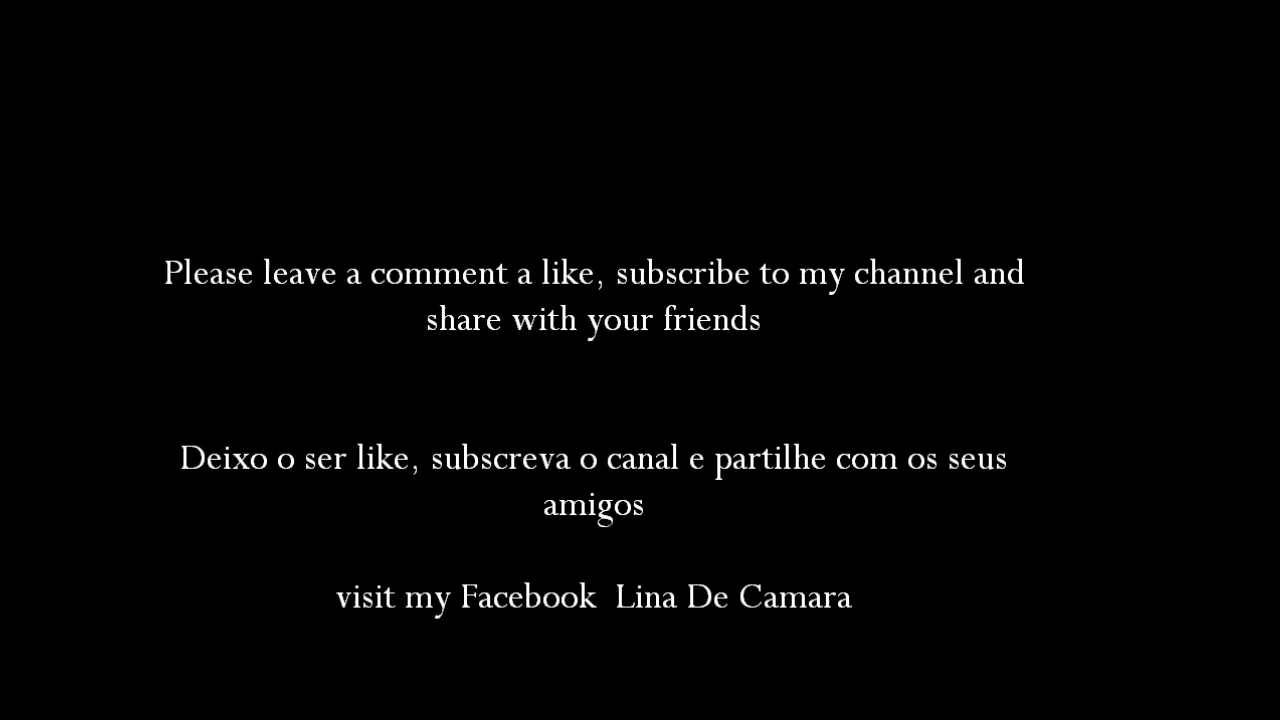 Please leave a comment a like, subscribe to my channel and
share with your friends
Deixo o ser like, subscreva o canal e partilhe com os seus
amigos
visit my Facebook  Lina De Camara